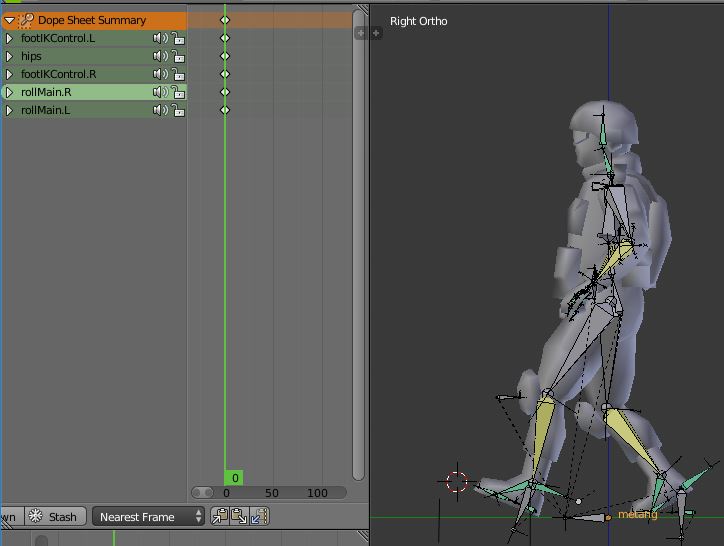 Dope Sheet Summary
footIKControl.L
hips
footIKControl.R
rollMain.R
rollMain.L
0
0 50 100
wn Stash Nearest Frame
Right Ortho
metarig